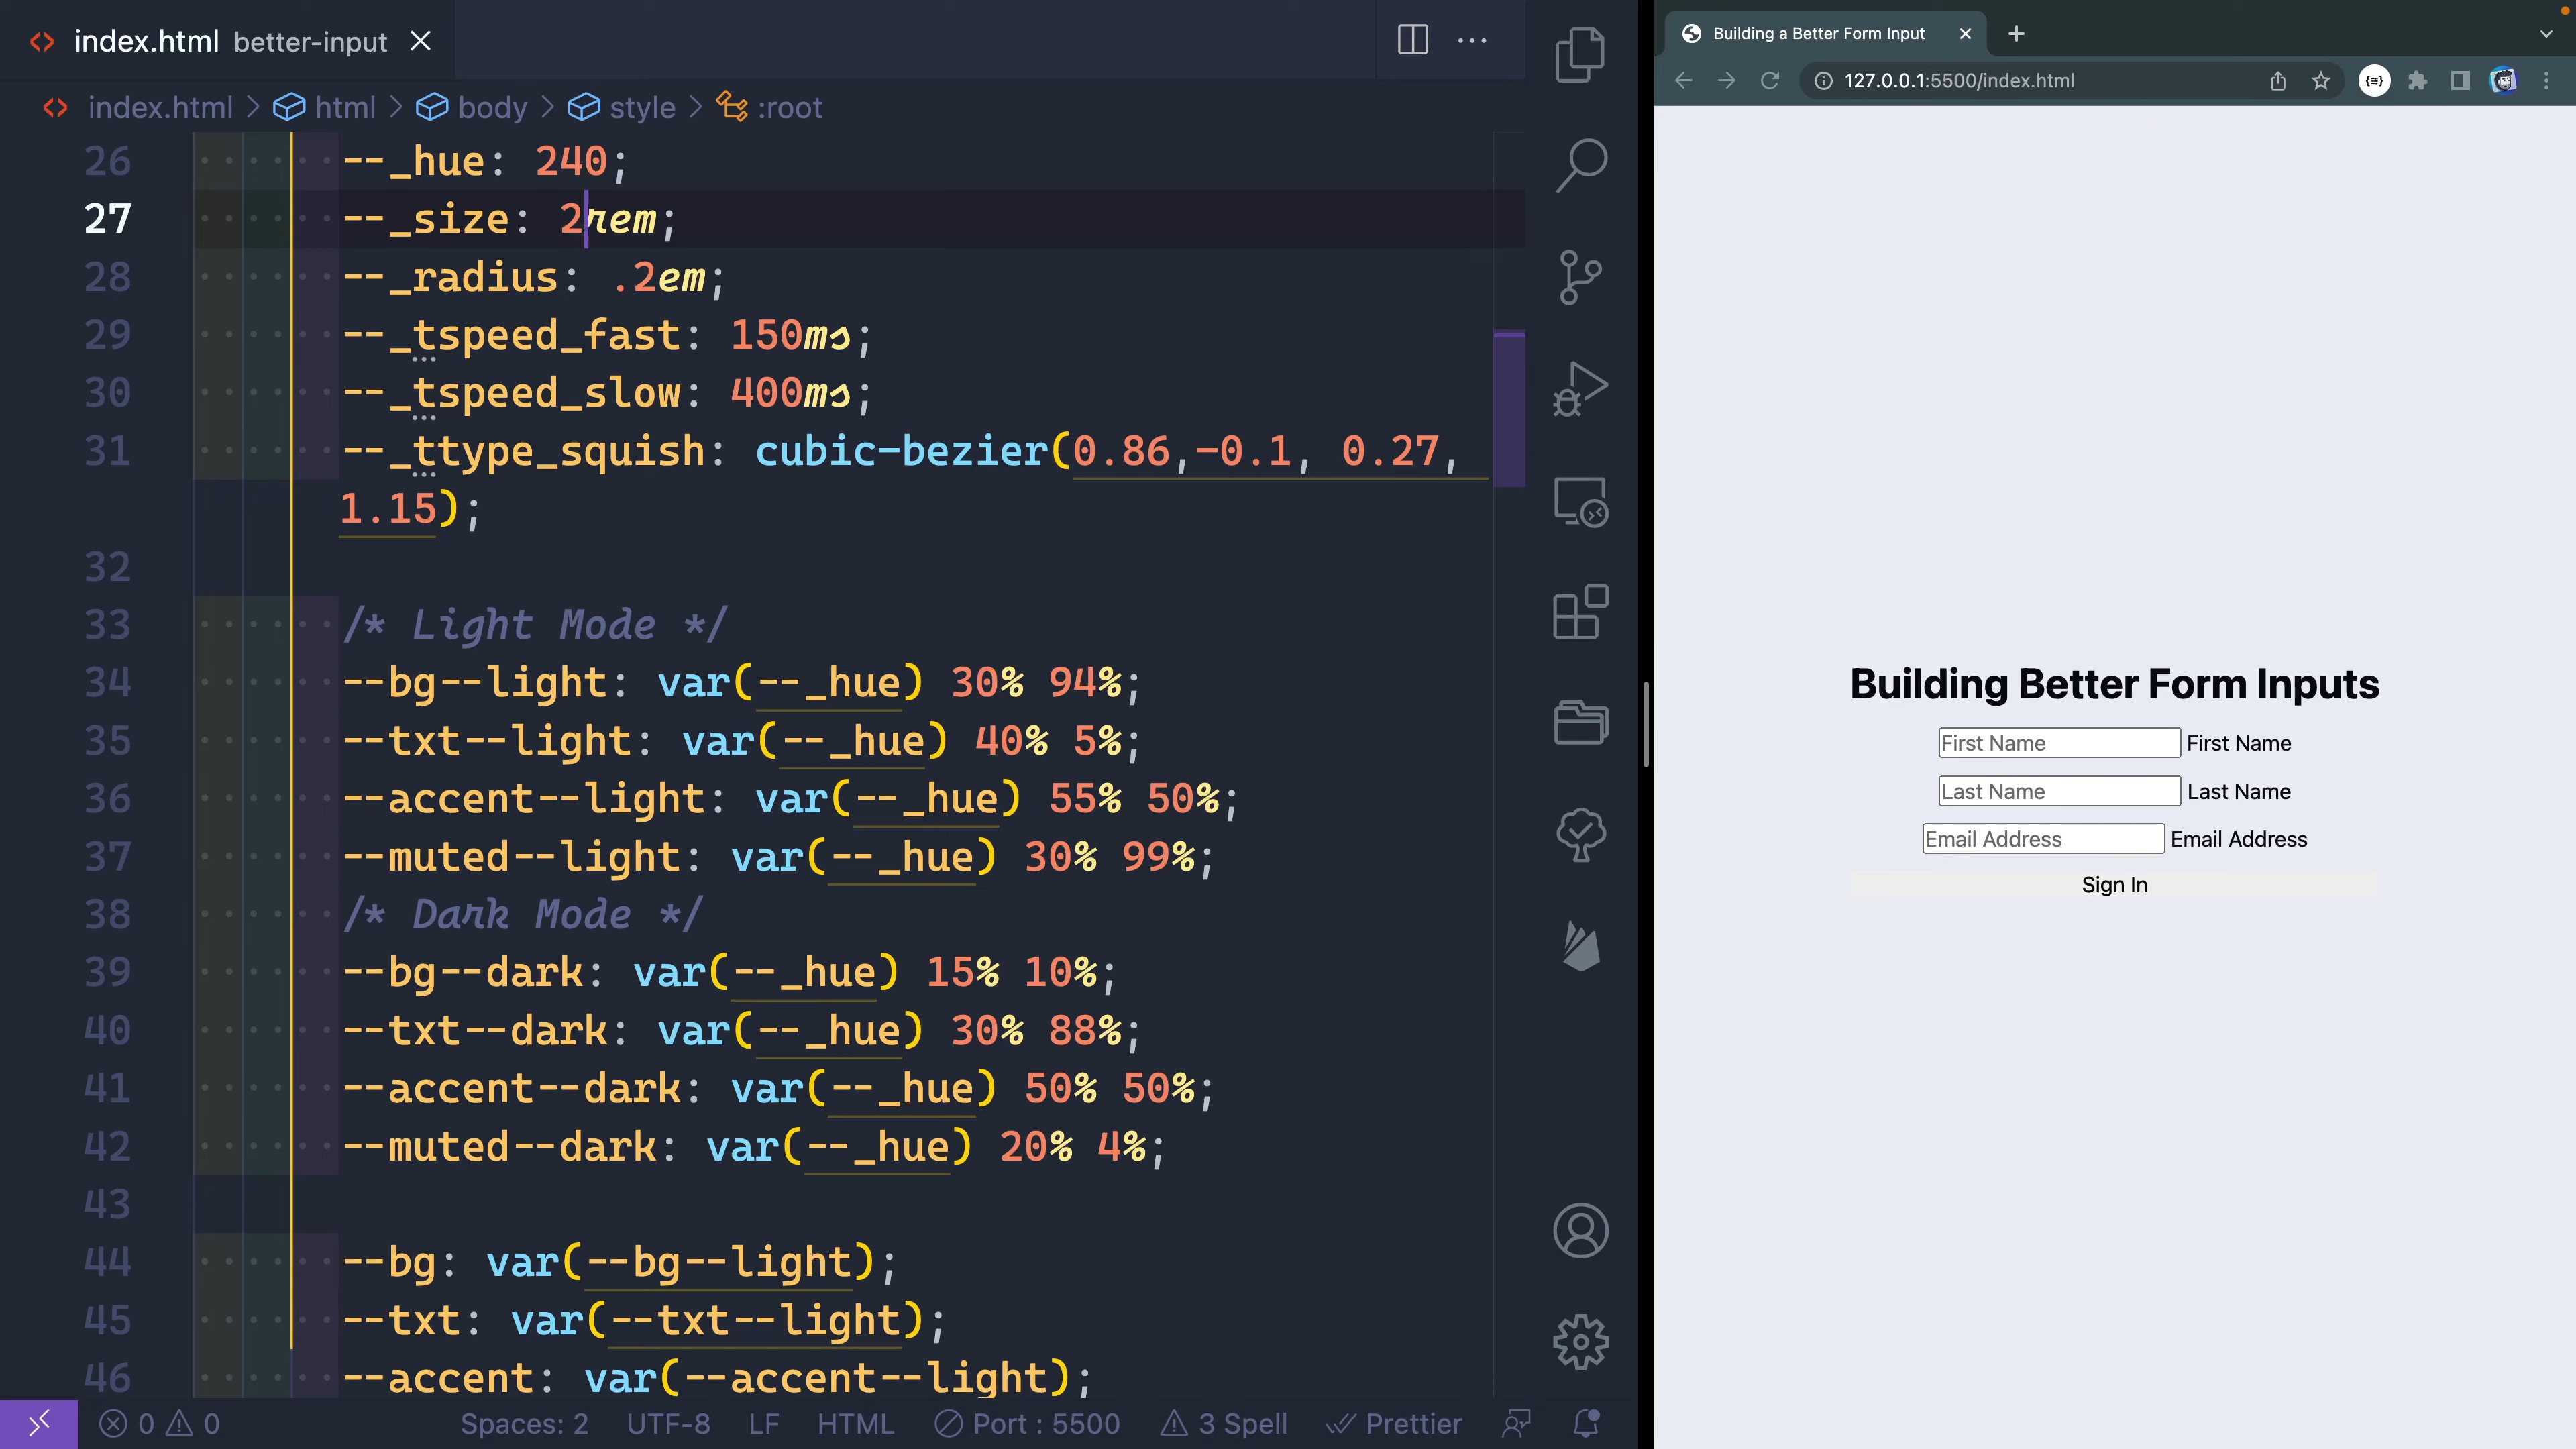 index.html better-input
index.html > html > body > style > :root
26 --_hue: 240;
27 --_size: 2rem;
28 --_radius: .2em;
29 --_tspeed_fast: 150ms;
30 --_tspeed_slow: 400ms;
31 --_ttype_squish: cubic-bezier(0.86,-0.1, 0.27,
1.15);
32
33 /* Light Mode */
34 --bg--light: var(--_hue) 30% 94%;
35 --txt--light: var(--_hue) 40% 5%;
36 --accent--light: var(--_hue) 55% 50%;
37 --muted--light: var(--_hue) 30% 99%;
38 /* Dark Mode */
39 --bg--dark: var(--_hue) 15% 10%;
40 --txt--dark: var(--_hue) 30% 88%;
41 --accent--dark: var(--_hue) 50% 50%;
42 --muted--dark: var(--_hue) 20% 4%;
43
44 --bg: var(--bg--light);
45 --txt: var(--txt--light);
46 --accent: var(--accent--light);
0 0 Spaces: 2 UTF-8 LF HTML Port : 5500 3 Spell Prettier
Building a Better Form Input
127.0.0.1:5500/index.html
Building Better Form Inputs
First Name First Name
Last Name Last Name
Email Address Email Address
Sign In